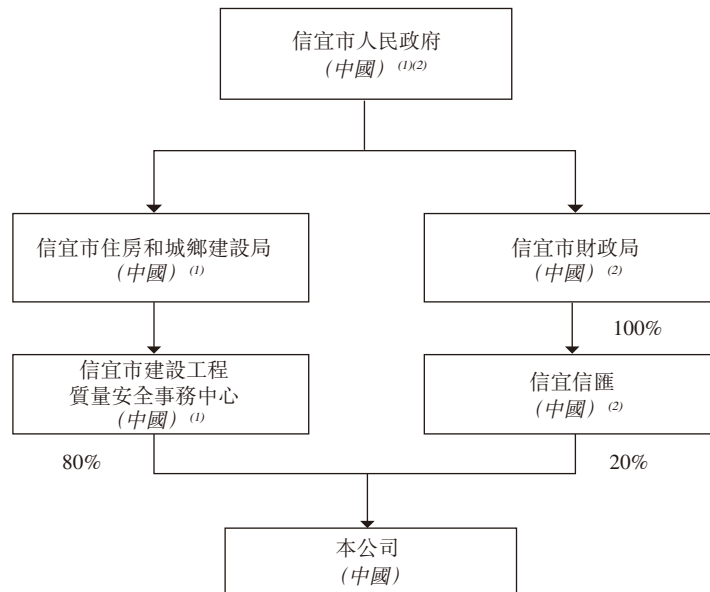 信宜市人民政府
（中國）(1)(2)
信宜市住房和城鄉建設局
（中國）(1)
信宜市財政局
（中國）(2)
100%
信宜市建設工程
質量安全事務中心
（中國）(1)
信宜信匯
（中國）(2)
80%
20%
本公司
（中國）